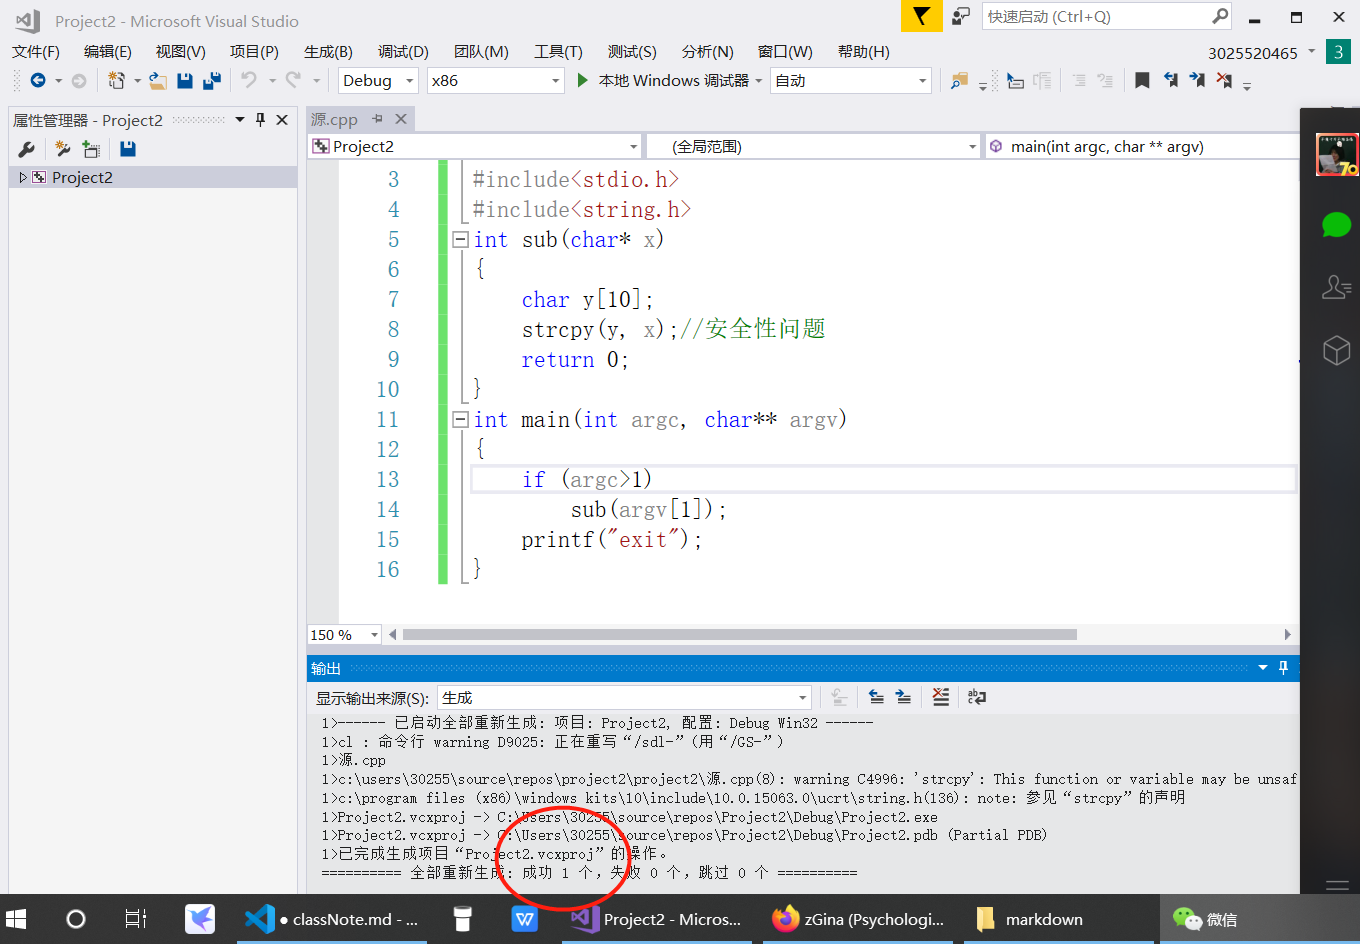 Project2 - Microsoft Visual Studio
快速启动 (Ctrl+Q)
文件(F) 编辑(E) 视图(V) 项目(P) 生成(B) 调试(D) 团队(M) 工具(T) 测试(S) 分析(N) 窗口(W) 帮助(H)
3025520465 3
Debug x86 本地 Windows 调试器 自动
属性管理器 - Project2
源.cpp
Project2 (全局范围) main(int argc, char ** argv)
Project2
3 #include<stdio.h>
4 #include<string.h>
5 int sub(char* x)
6 {
7 char y[10];
8 strcpy(y, x);//安全性问题
9 return 0;
10 }
11 int main(int argc, char** argv)
12 {
13 if (argc>1)
14 sub(argv[1]);
15 printf("exit");
16 }
150 %
输出
显示输出来源(S): 生成
1>------ 已启动全部重新生成: 项目: Project2, 配置: Debug Win32 ------
1>cl : 命令行 warning D9025: 正在重写“/sdl-”(用“/GS-”)
1>源.cpp
1>c:\users\30255\source\repos\project2\project2\源.cpp(8): warning C4996: 'strcpy': This function or variable may be unsaf
1>c:\program files (x86)\windows kits\10\include\10.0.15063.0\ucrt\string.h(136): note: 参见“strcpy”的声明
1>Project2.vcxproj -> C:\Users\30255\source\repos\Project2\Debug\Project2.exe
1>Project2.vcxproj -> C:\Users\30255\source\repos\Project2\Debug\Project2.pdb (Partial PDB)
1>已完成生成项目“Project2.vcxproj”的操作。
========== 全部重新生成: 成功 1 个，失败 0 个，跳过 0 个 ==========
● classNote.md - ... W Project2 - Micros... zGina (Psychologi... markdown 微信